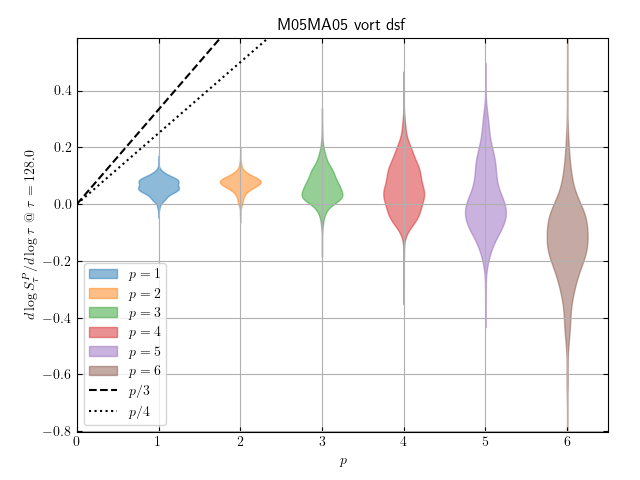 M05MA05 vort dsf
d log S_τ^P / d log τ @ τ = 128.0
0.4
0.2
0.0
−0.2
−0.4
−0.6
−0.8
p = 1
p = 2
p = 3
p = 4
p = 5
p = 6
p/3
p/4
0 1 2 3 4 5 6
p